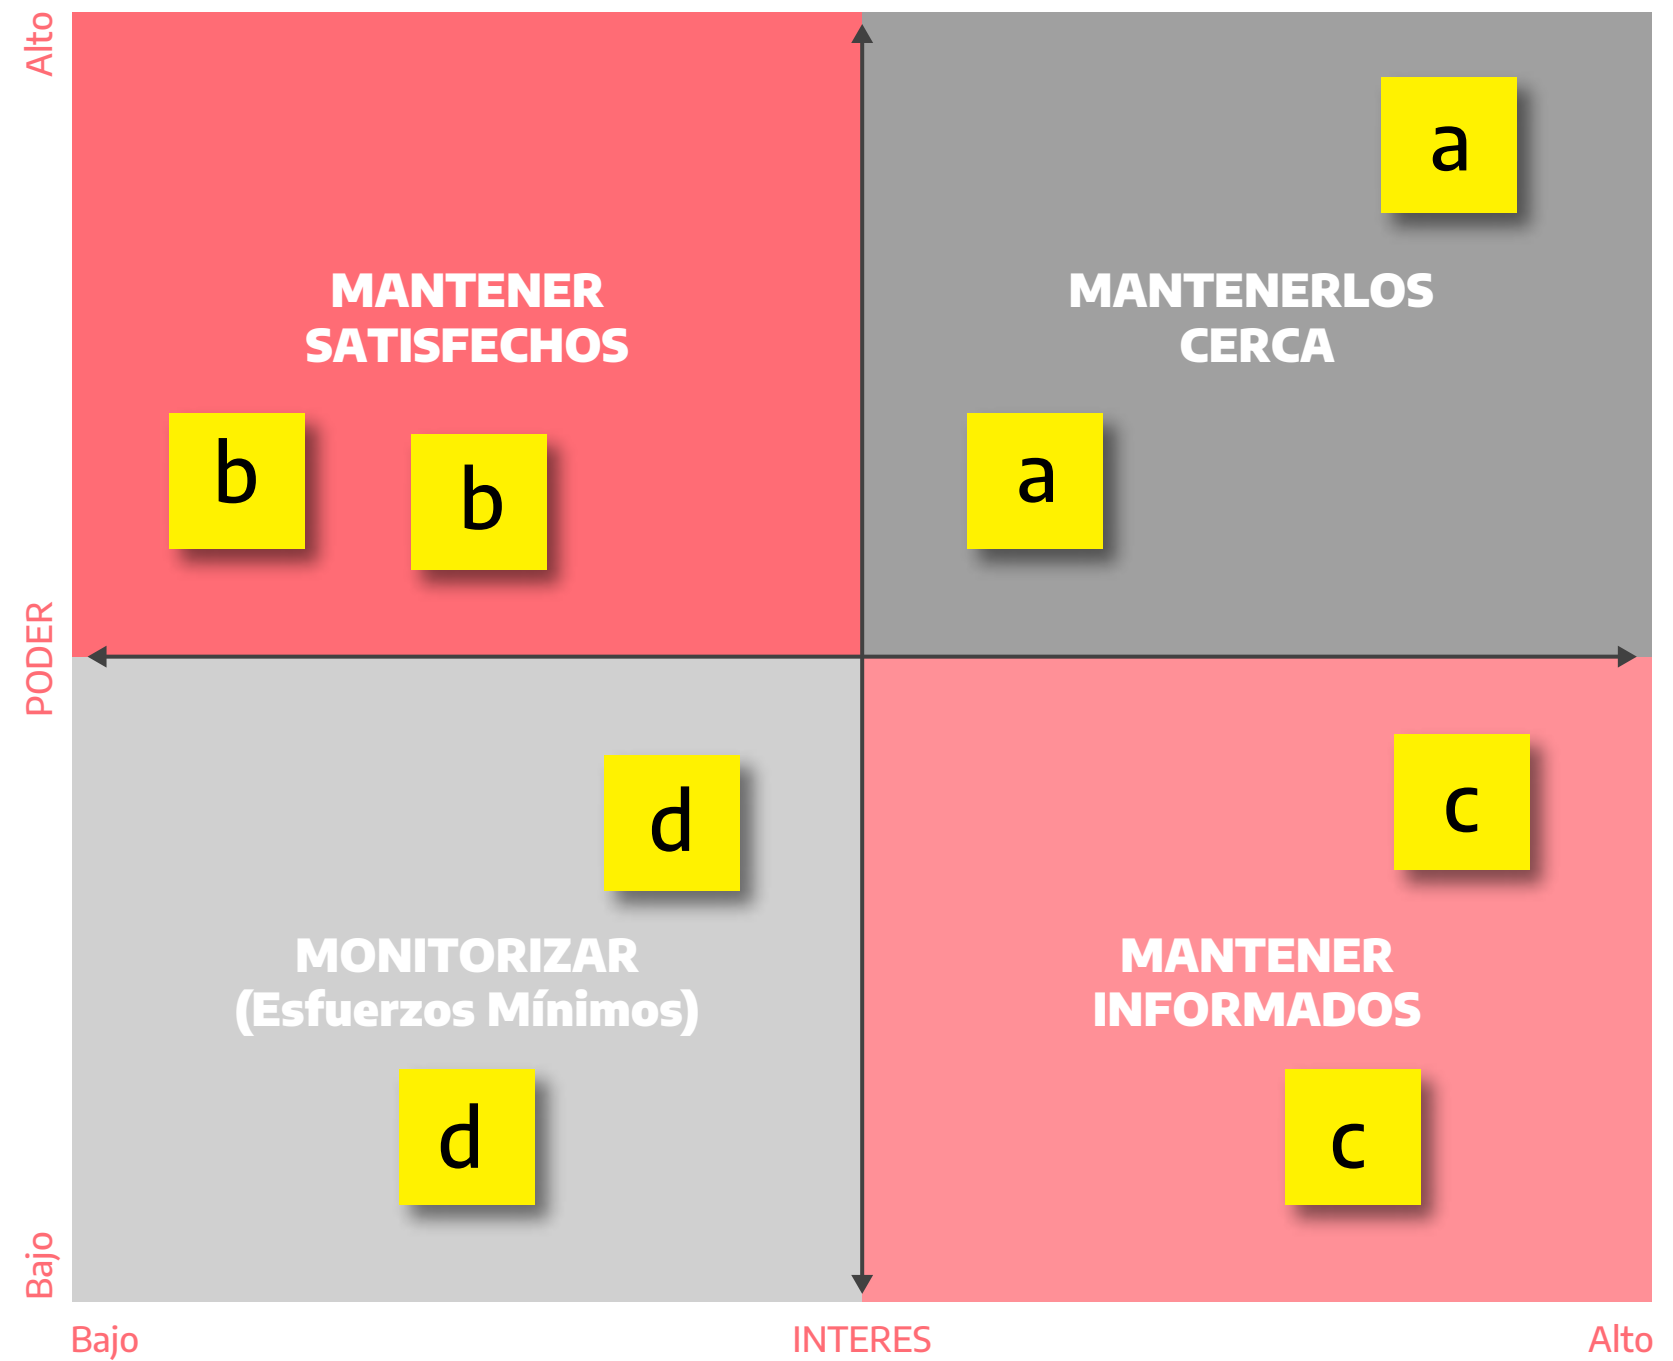 Alto
a
MANTENER
SATISFECHOS
MANTENERLOS
CERCA
b
b
a
PODER
d
c
MONITORIZAR
(Esfuerzos Mínimos)
MANTENER
INFORMADOS
d
c
Bajo
Bajo
INTERES
Alto